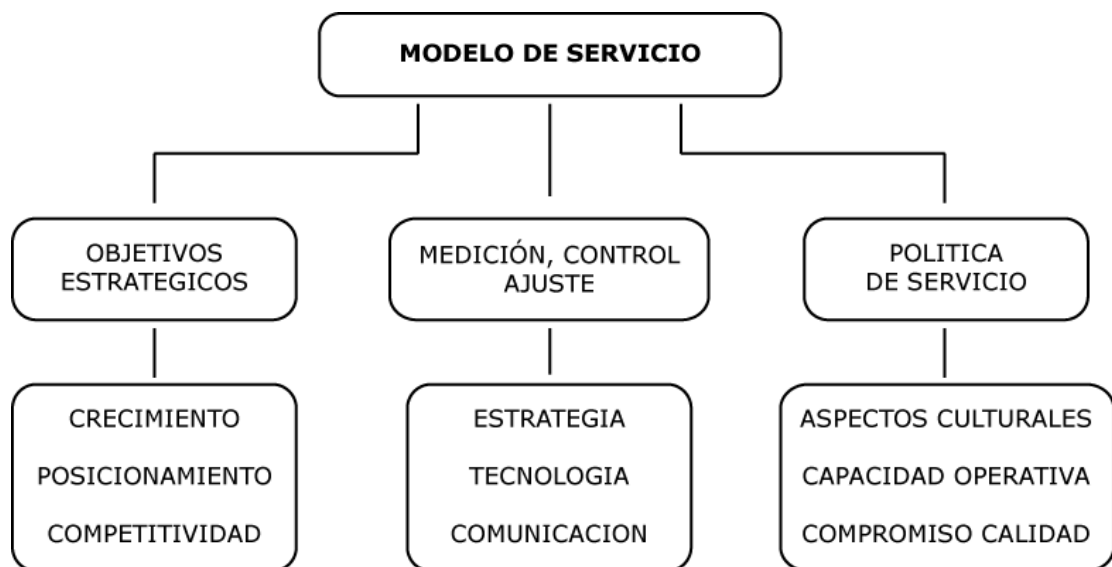 MODELO DE SERVICIO
OBJETIVOS
ESTRATEGICOS
MEDICIÓN, CONTROL
AJUSTE
POLITICA
DE SERVICIO
CRECIMIENTO
POSICIONAMIENTO
COMPETITIVIDAD
ESTRATEGIA
TECNOLOGIA
COMUNICACION
ASPECTOS CULTURALES
CAPACIDAD OPERATIVA
COMPROMISO CALIDAD